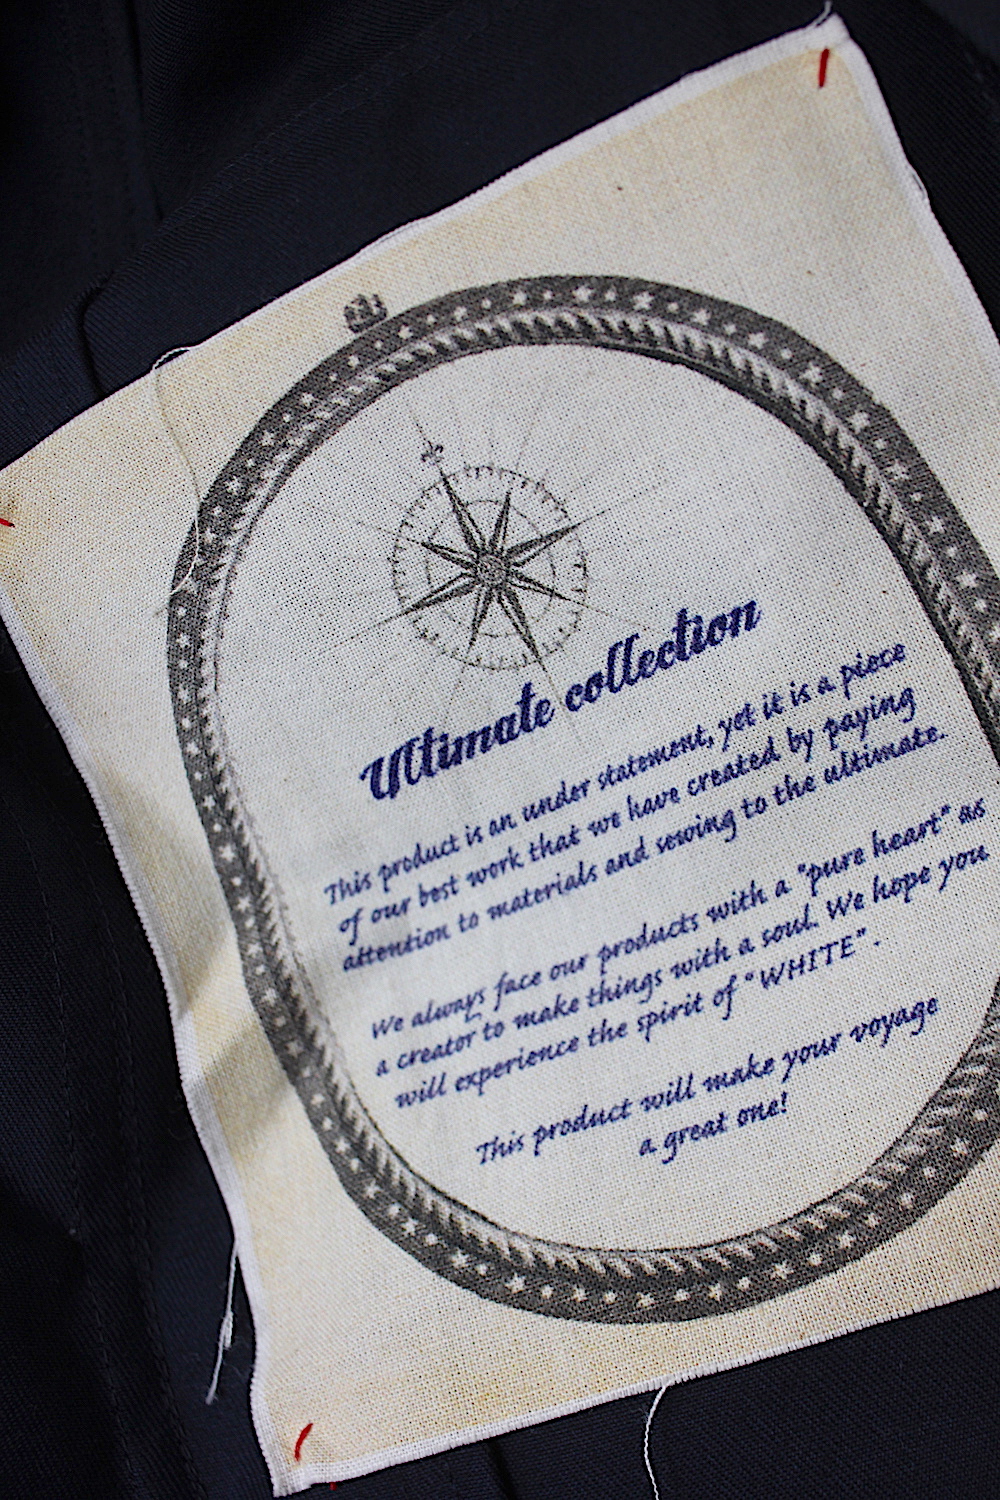 Ultimate collection
This product is an under statement, yet it is a piece
of our best work that we have created by paying
attention to materials and sewing to the ultimate.
We always face our products with a "pure heart" as
a creator to make things with a soul. We hope you
will experience the spirit of "WHITE".
This product will make your voyage
a great one!